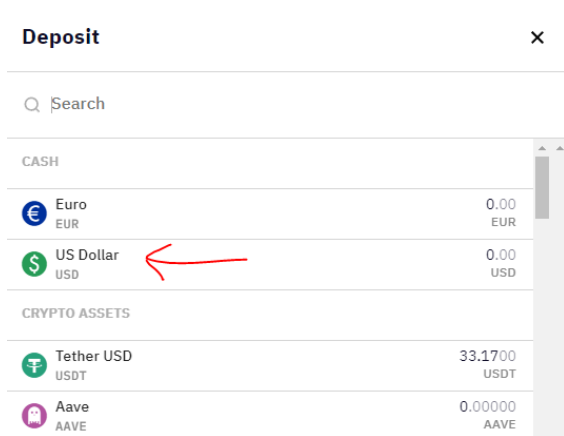 Deposit
Search
CASH
Euro 0.00
EUR EUR
US Dollar 0.00
USD USD
CRYPTO ASSETS
Tether USD 33.1700
USDT USDT
Aave 0.00000
AAVE AAVE